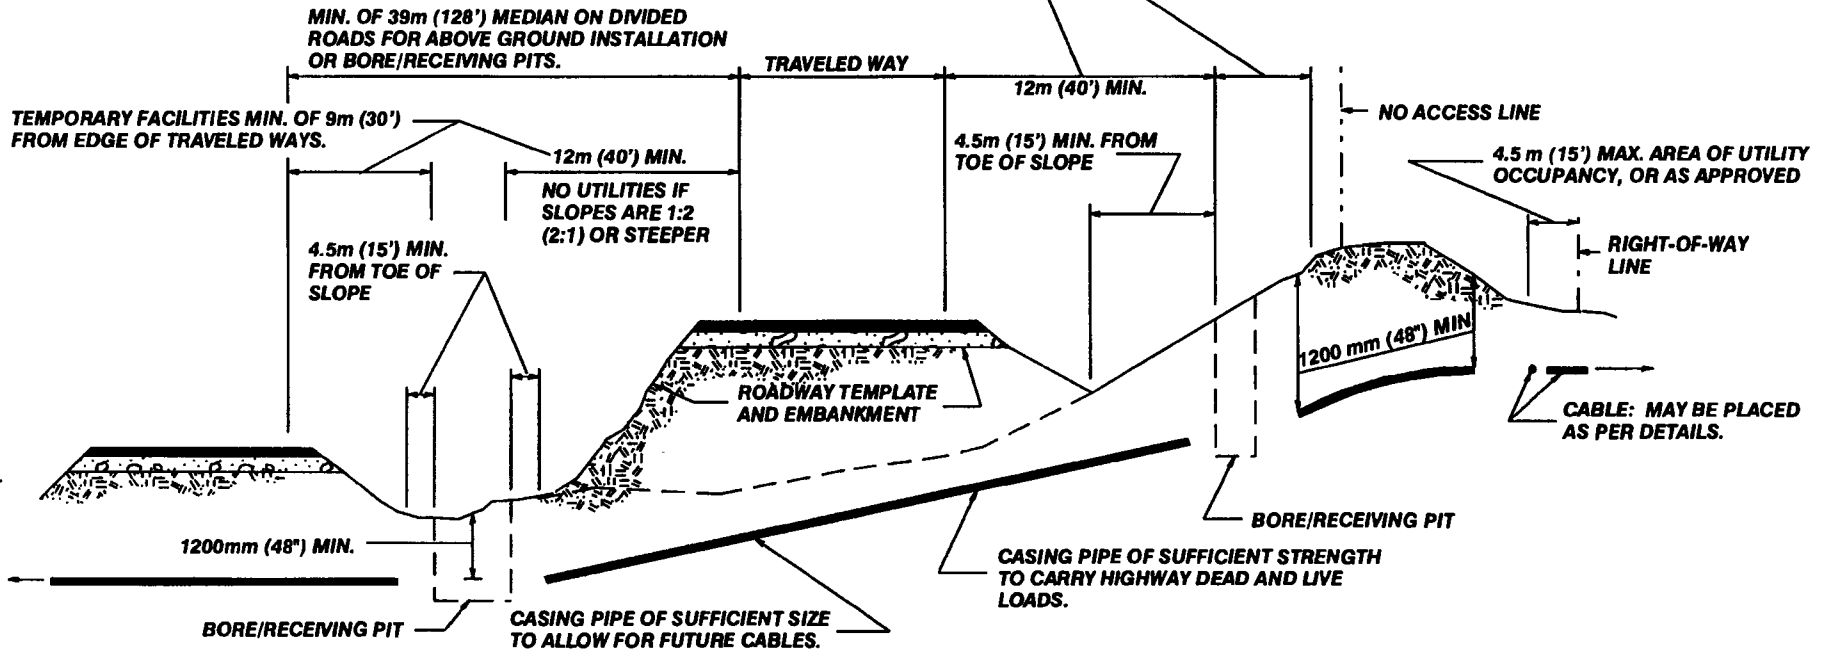 MIN. OF 39m (128') MEDIAN ON DIVIDED
ROADS FOR ABOVE GROUND INSTALLATION
OR BORE/RECEIVING PITS.
TRAVELED WAY
12m (40') MIN.
NO ACCESS LINE
TEMPORARY FACILITIES MIN. OF 9m (30')
FROM EDGE OF TRAVELED WAYS.
12m (40') MIN.
NO UTILITIES IF
SLOPES ARE 1:2
(2:1) OR STEEPER
4.5m (15') MIN. FROM
TOE OF SLOPE
4.5 m (15') MAX. AREA OF UTILITY
OCCUPANCY, OR AS APPROVED
4.5m (15') MIN.
FROM TOE OF
SLOPE
RIGHT-OF-WAY
LINE
1200 mm (48") MIN
ROADWAY TEMPLATE
AND EMBANKMENT
CABLE: MAY BE PLACED
AS PER DETAILS.
1200mm (48") MIN.
BORE/RECEIVING PIT
CASING PIPE OF SUFFICIENT STRENGTH
TO CARRY HIGHWAY DEAD AND LIVE
LOADS.
BORE/RECEIVING PIT
CASING PIPE OF SUFFICIENT SIZE
TO ALLOW FOR FUTURE CABLES.